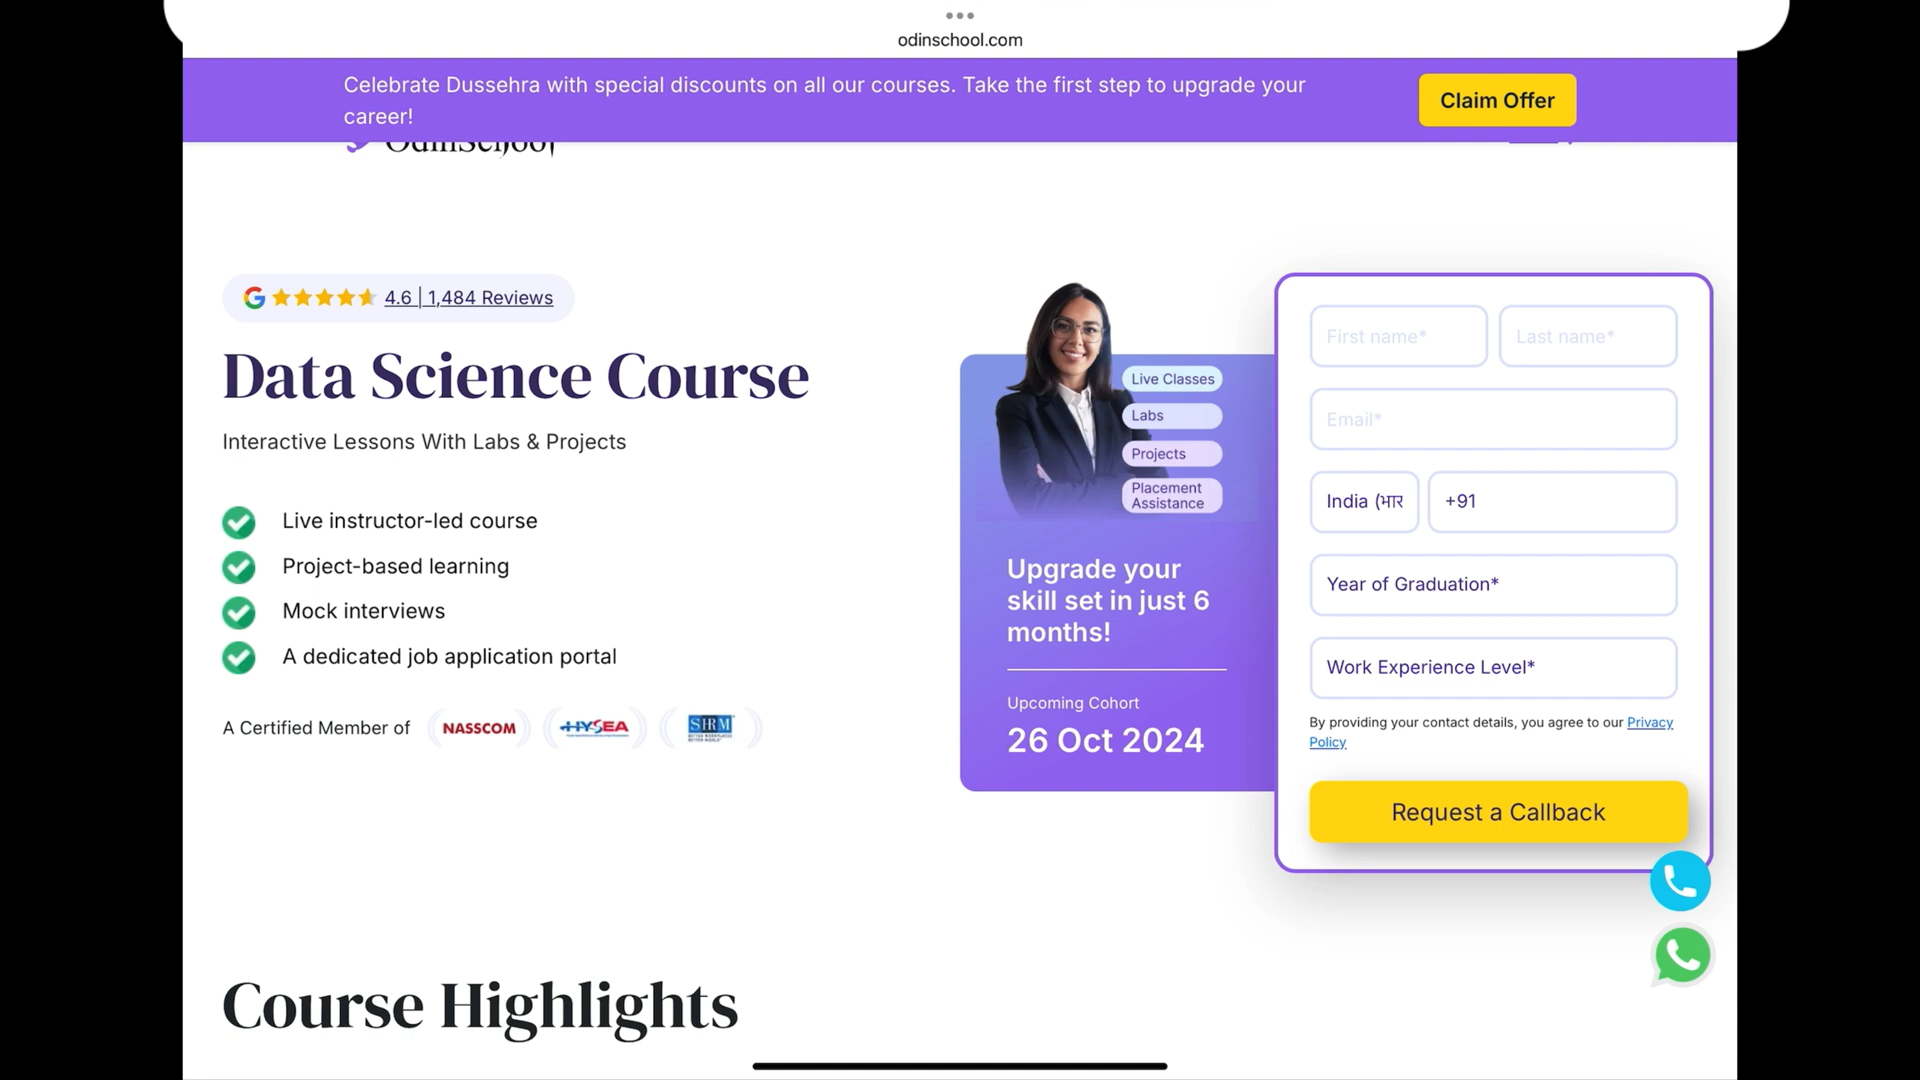 odinschool.com
Celebrate Dussehra with special discounts on all our courses. Take the first step to upgrade your
career!
Claim Offer
OdinSchool
4.6 | 1,484 Reviews
Data Science Course
Interactive Lessons With Labs & Projects
Live instructor-led course
Project-based learning
Mock interviews
A dedicated job application portal
A Certified Member of
NASSCOM
HYSEA
SHRM
Live Classes
Labs
Projects
Placement
Assistance
Upgrade your
skill set in just 6
months!
Upcoming Cohort
26 Oct 2024
First name*
Last name*
Email*
India (भार
+91
Year of Graduation*
Work Experience Level*
By providing your contact details, you agree to our Privacy
Policy
Request a Callback
Course Highlights